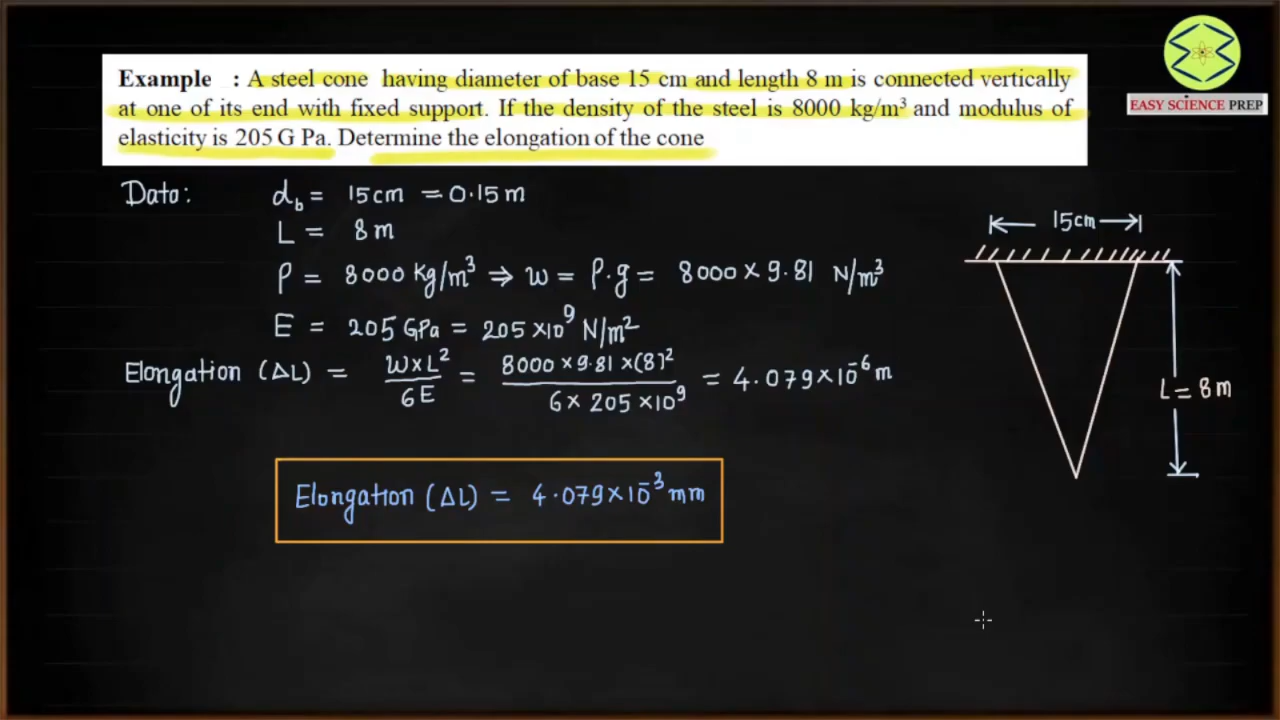 Example : A steel cone having diameter of base 15 cm and length 8 m is connected vertically
at one of its end with fixed support. If the density of the steel is 8000 kg/m³ and modulus of
elasticity is 205 G Pa. Determine the elongation of the cone
EASY SCIENCE PREP
Data: d_b = 15cm = 0.15 m
L = 8 m
ρ = 8000 kg/m³ ⇒ w = ρ.g = 8000 × 9.81 N/m³
E = 205 GPa = 205 ×10⁹ N/m²
Elongation (ΔL) = w×L²/6E = 8000 × 9.81 × (8)²/6 × 205 ×10⁹ = 4.079×10⁻⁶ m
Elongation (ΔL) = 4.079×10⁻³ mm
15cm
L = 8 m